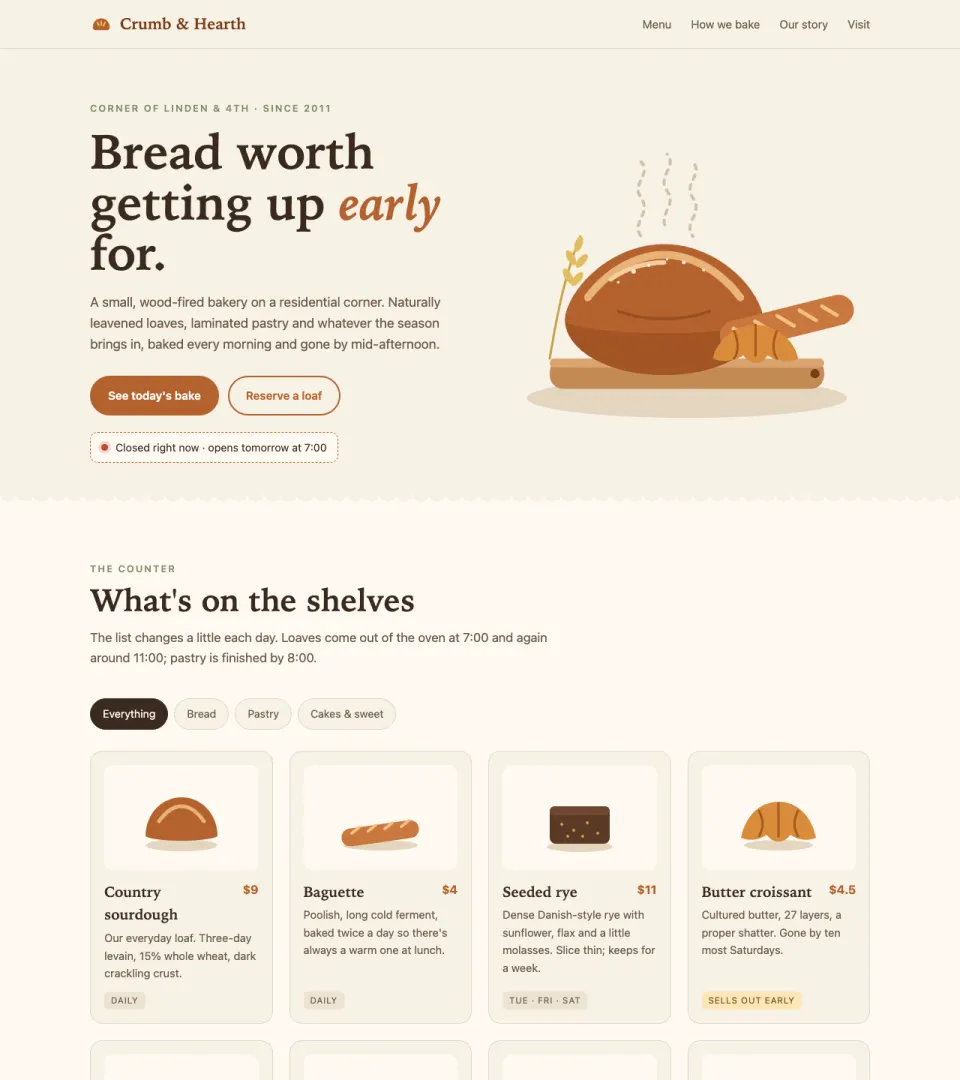 Crumb & Hearth
Menu
How we bake
Our story
Visit
CORNER OF LINDEN & 4TH · SINCE 2011
Bread worth
getting up early
for.
A small, wood-fired bakery on a residential corner. Naturally
leavened loaves, laminated pastry and whatever the season
brings in, baked every morning and gone by mid-afternoon.
See today's bake
Reserve a loaf
Closed right now · opens tomorrow at 7:00
THE COUNTER
What's on the shelves
The list changes a little each day. Loaves come out of the oven at 7:00 and again
around 11:00; pastry is finished by 8:00.
Everything
Bread
Pastry
Cakes & sweet
Country
sourdough
$9
Our everyday loaf. Three-day
levain, 15% whole wheat, dark
crackling crust.
DAILY
Baguette
$4
Poolish, long cold ferment,
baked twice a day so there's
always a warm one at lunch.
DAILY
Seeded rye
$11
Dense Danish-style rye with
sunflower, flax and a little
molasses. Slice thin; keeps for
a week.
TUE · FRI · SAT
Butter croissant
$4.5
Cultured butter, 27 layers, a
proper shatter. Gone by ten
most Saturdays.
SELLS OUT EARLY